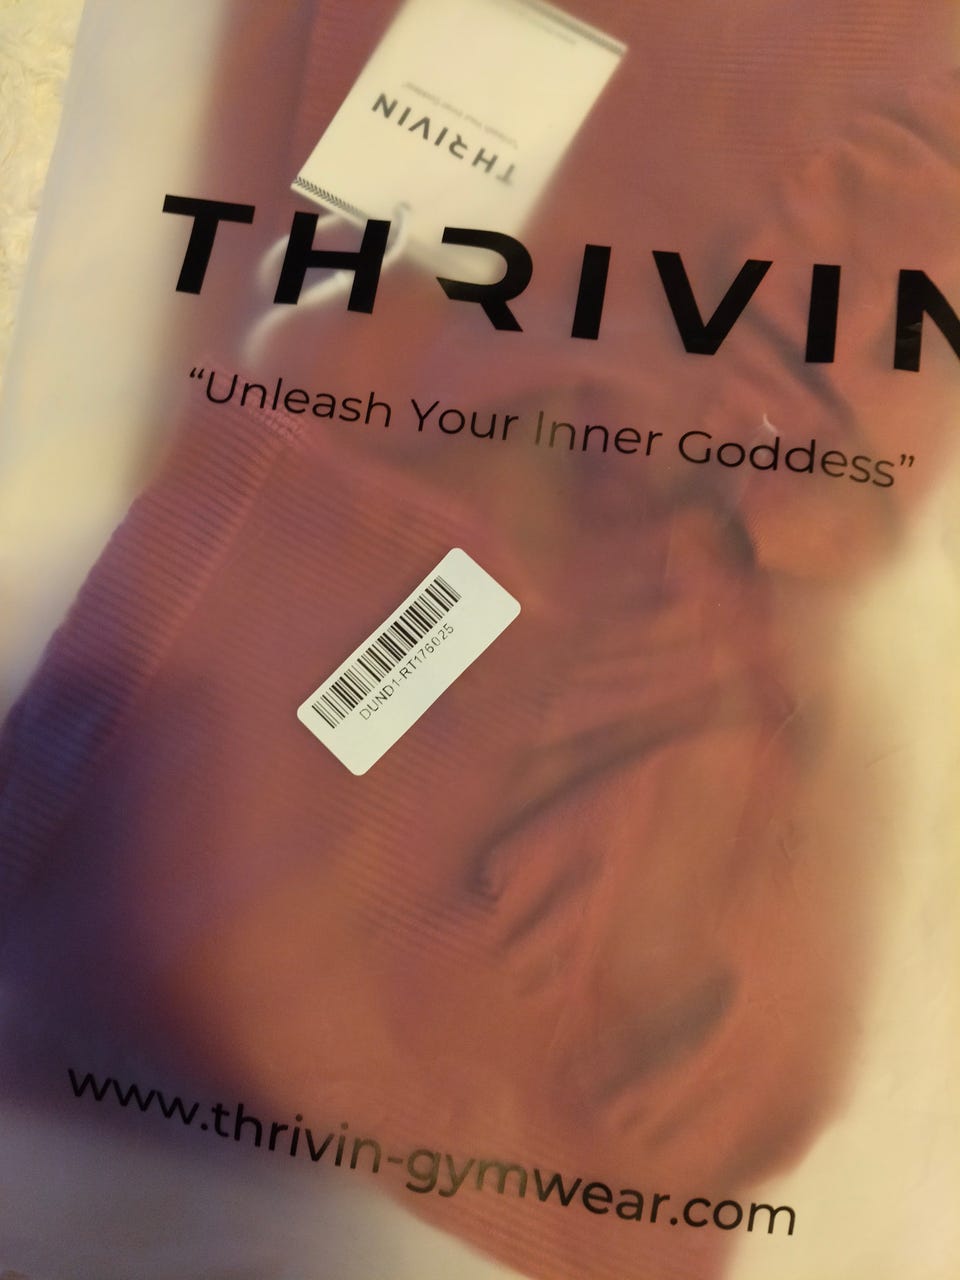 THRIVIN
THRIVIN
“Unleash Your Inner Goddess”
DUND1-RT176025
www.thrivin-gymwear.com